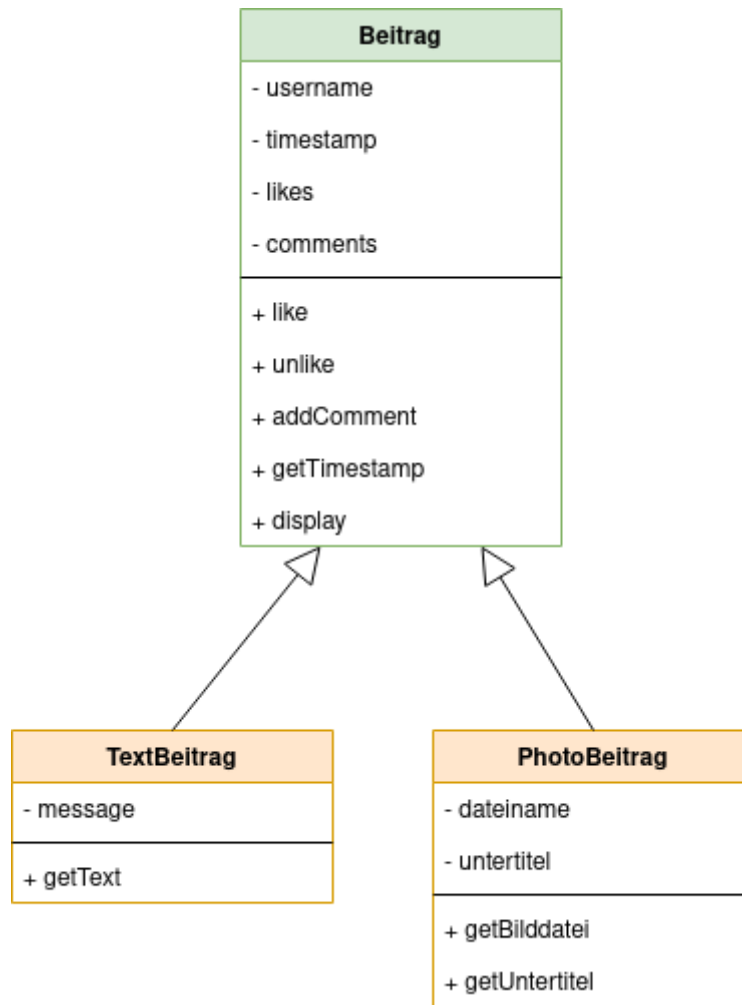 Beitrag
- username
- timestamp
- likes
- comments
+ like
+ unlike
+ addComment
+ getTimestamp
+ display
TextBeitrag
- message
+ getText
PhotoBeitrag
- dateiname
- untertitel
+ getBilddatei
+ getUntertitel